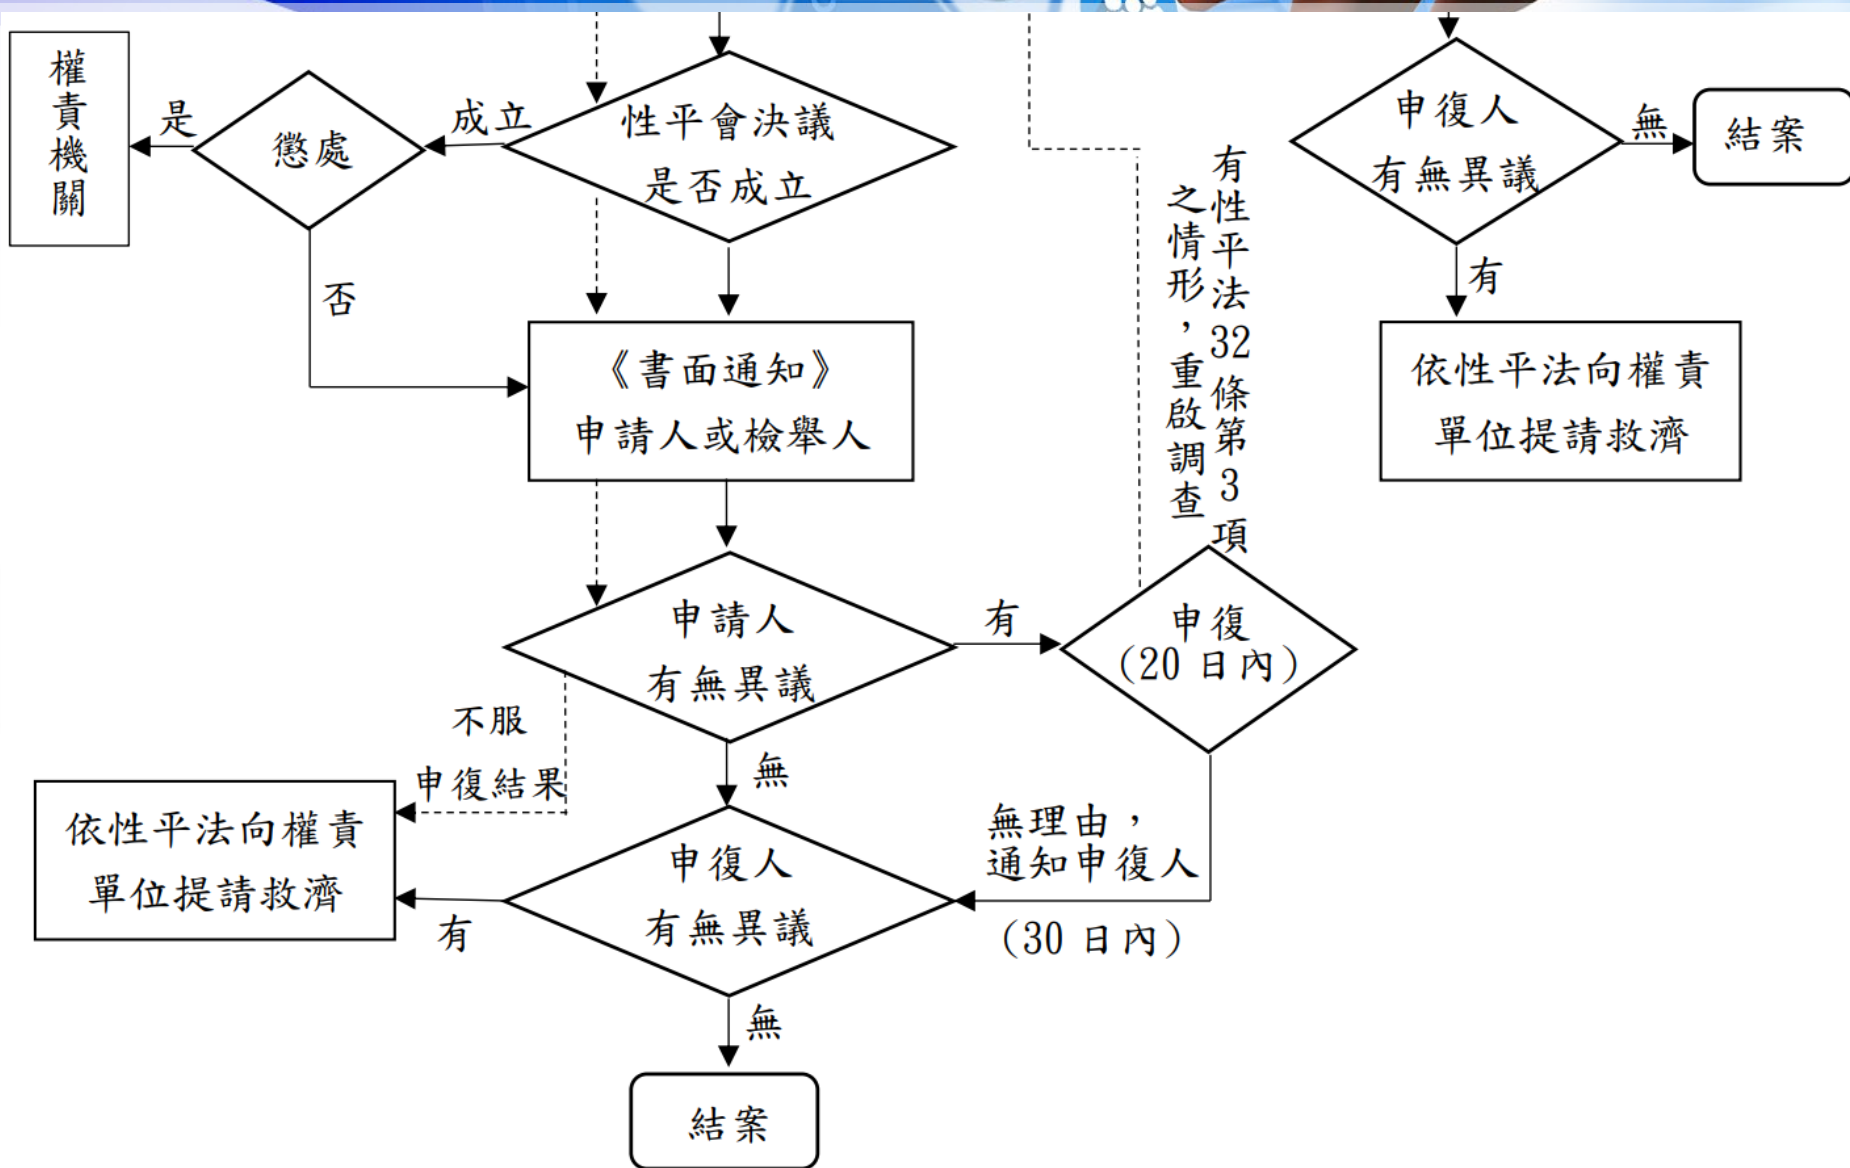 權責機關
是
懲處
成立
性平會決議
是否成立
否
《書面通知》
申請人或檢舉人
申請人
有無異議
有
申復
(20日內)
有性平法32條第3項
之情形，重啟調查
不服
申復結果
無
依性平法向權責
單位提請救濟
有
申復人
有無異議
無理由，
通知申復人
(30日內)
無
結案
申復人
有無異議
無
結案
有
依性平法向權責
單位提請救濟